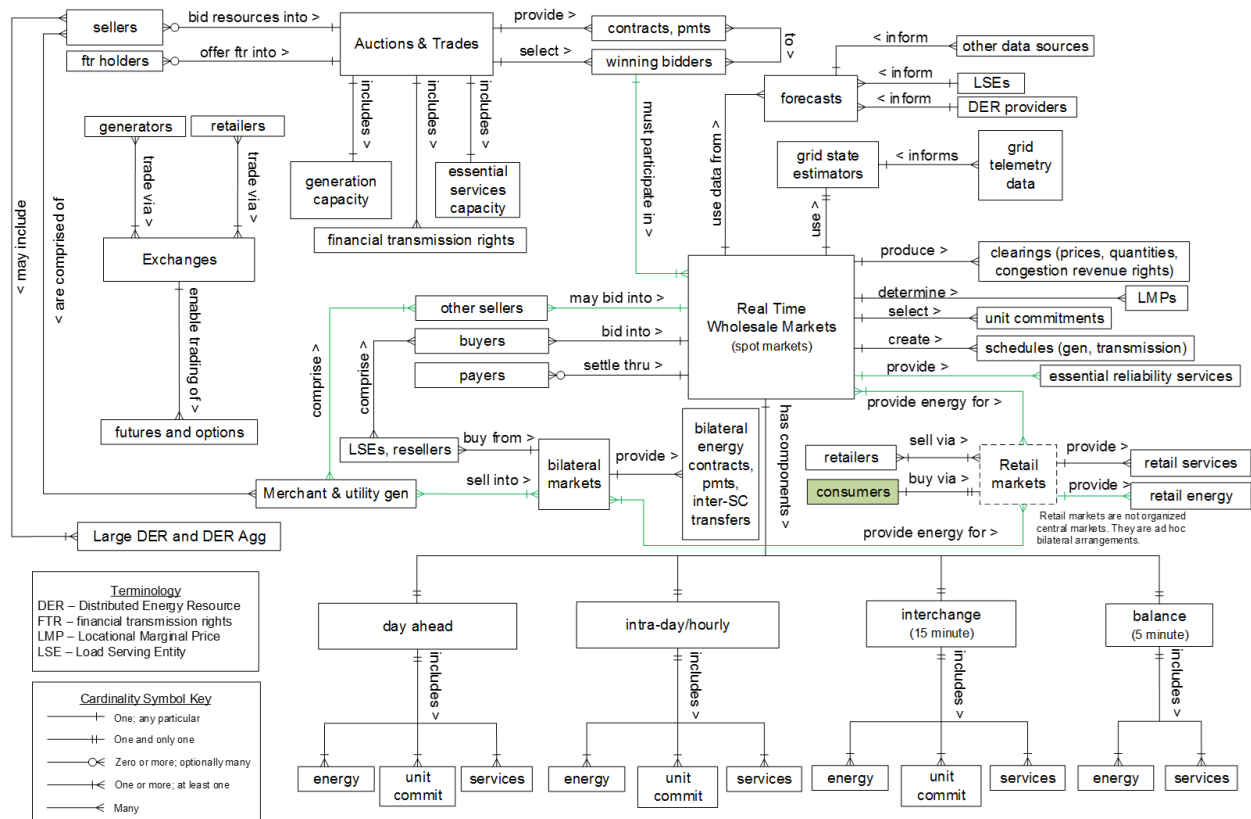 sellers
bid resources into >
Auctions & Trades
provide >
contracts, pmts
to >
< inform
other data sources
ftr holders
offer ftr into >
select >
winning bidders
forecasts
< inform
LSEs
< inform
DER providers
includes >
includes >
includes >
must participate in >
use data from >
generators
retailers
trade via >
trade via >
generation
capacity
essential
services
capacity
financial transmission rights
grid state
estimators
< informs
grid
telemetry
data
use >
< may include
< are comprised of
Exchanges
enable trading of >
futures and options
Real Time
Wholesale Markets
(spot markets)
produce >
clearings (prices, quantities,
congestion revenue rights)
determine >
LMPs
select >
unit commitments
create >
schedules (gen, transmission)
provide >
essential reliability services
provide energy for >
other sellers
may bid into >
buyers
bid into >
payers
settle thru >
comprise >
comprise >
LSEs, resellers
buy from >
bilateral
markets
provide >
bilateral
energy
contracts,
pmts,
inter-SC
transfers
has components >
Merchant & utility gen
sell into >
Large DER and DER Agg
retailers
sell via >
consumers
buy via >
Retail
markets
provide >
retail services
provide >
retail energy
Retail markets are not organized
central markets. They are ad hoc
bilateral arrangements.
provide energy for >
Terminology
DER – Distributed Energy Resource
FTR – financial transmission rights
LMP – Locational Marginal Price
LSE – Load Serving Entity
Cardinality Symbol Key
One; any particular
One and only one
Zero or more; optionally many
One or more; at least one
Many
day ahead
intra-day/hourly
interchange
(15 minute)
balance
(5 minute)
includes >
includes >
includes >
includes >
energy
unit
commit
services
energy
unit
commit
services
energy
unit
commit
services
energy
services